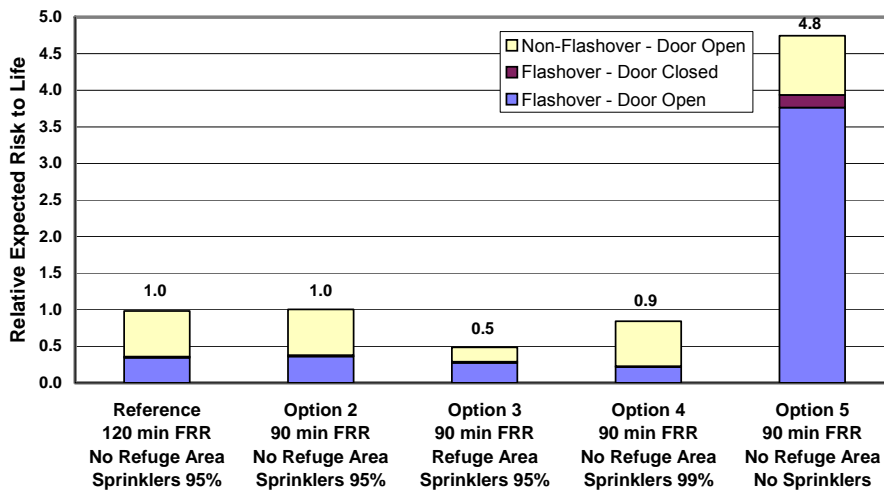 5.0
4.5
4.0
3.5
3.0
2.5
2.0
1.5
1.0
0.5
0.0
Relative Expected Risk to Life
Non-Flashover - Door Open
Flashover - Door Closed
Flashover - Door Open
1.0
1.0
0.5
0.9
4.8
Reference
120 min FRR
No Refuge Area
Sprinklers 95%
Option 2
90 min FRR
No Refuge Area
Sprinklers 95%
Option 3
90 min FRR
Refuge Area
Sprinklers 95%
Option 4
90 min FRR
No Refuge Area
Sprinklers 99%
Option 5
90 min FRR
No Refuge Area
No Sprinklers